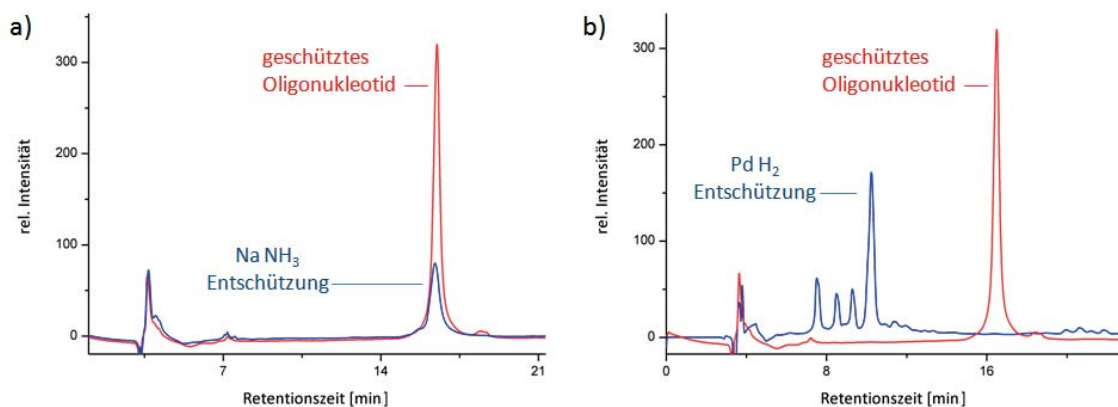 a)
geschütztes
Oligonukleotid
Na NH₃
Entschützung
rel. Intensität
300
200
100
0
7
14
21
Retentionszeit [min]
b)
geschütztes
Oligonukleotid
Pd H₂
Entschützung
rel. Intensität
300
200
100
0
0
8
16
Retentionszeit [min]